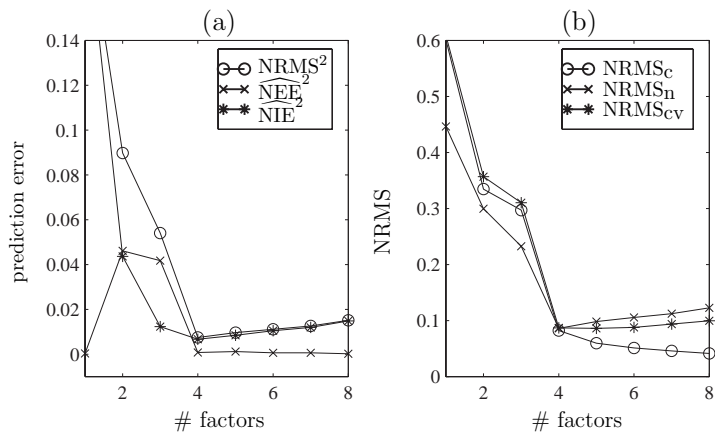 (a)
0.14
0.12
0.1
0.08
0.06
0.04
0.02
0
prediction error
NRMS²
NEE²
NIE²
2
4
6
8
# factors
(b)
0.6
0.5
0.4
0.3
0.2
0.1
0
NRMS
NRMSc
NRMSn
NRMScv
2
4
6
8
# factors